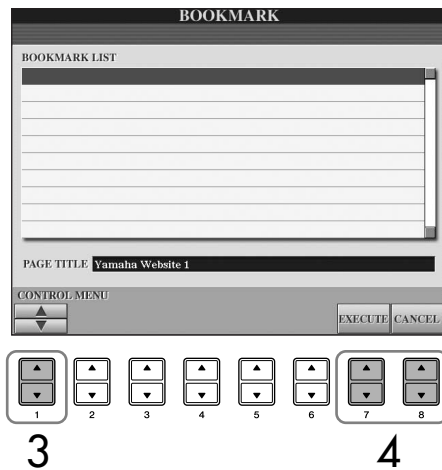 BOOKMARK
BOOKMARK LIST
PAGE TITLE Yamaha Website 1
CONTROL MENU
EXECUTE CANCEL
1 2 3 4 5 6 7 8
3 4